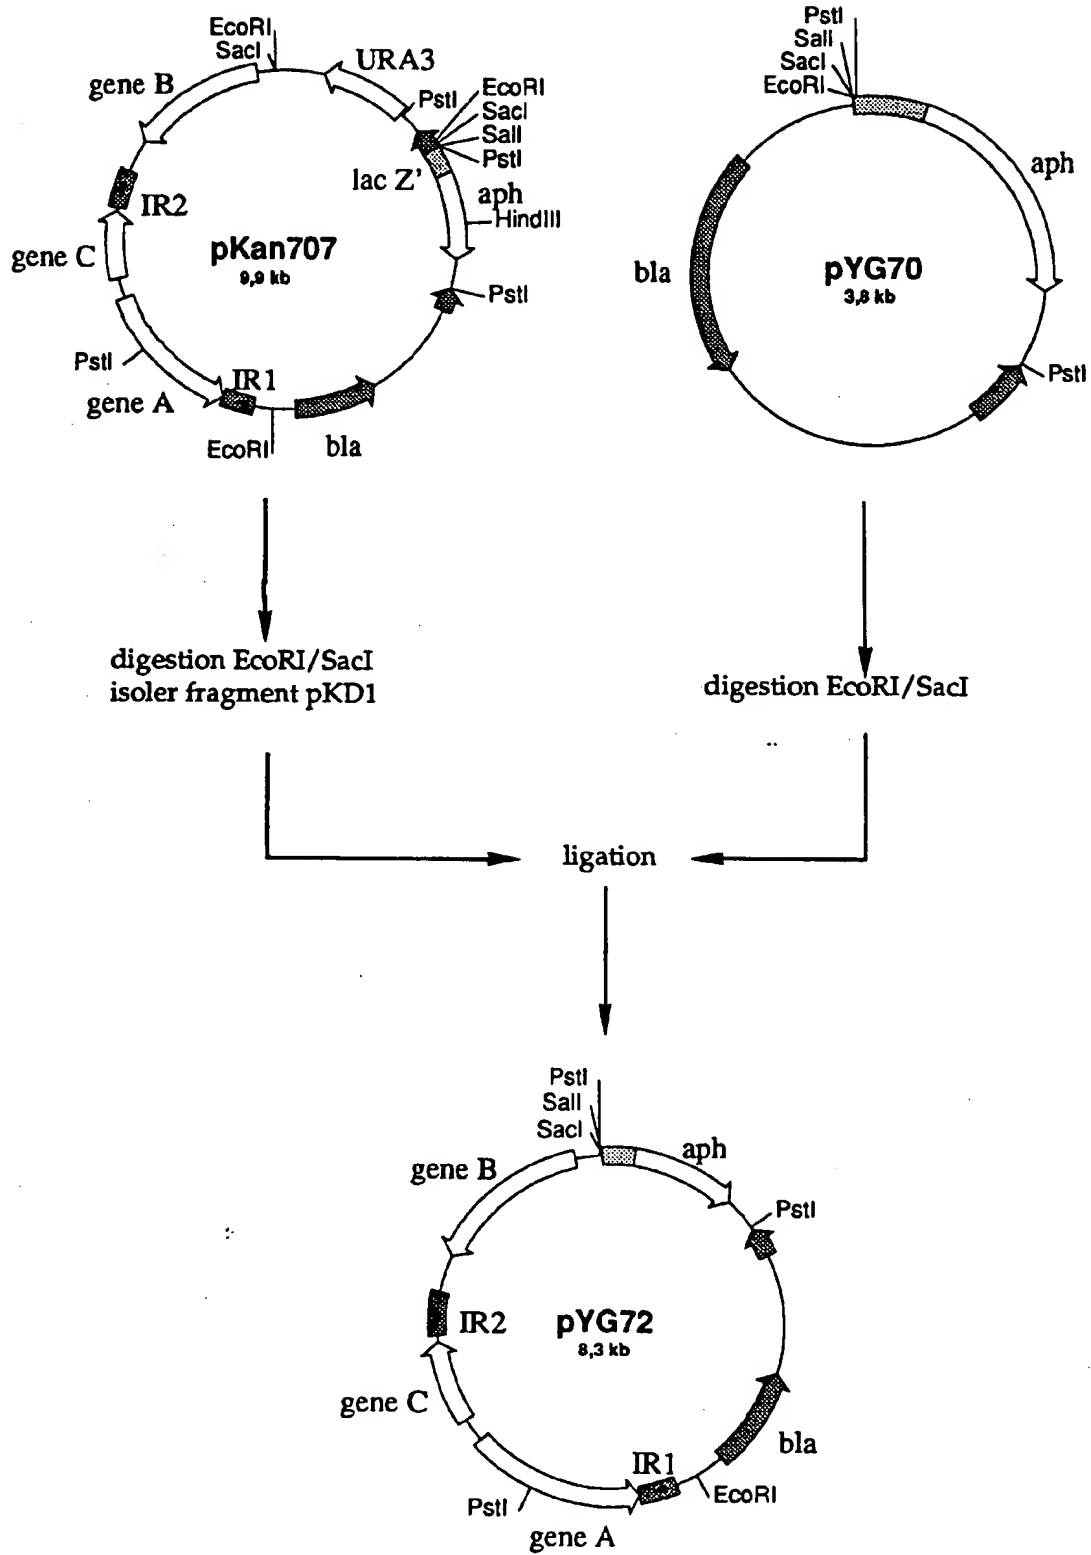 EcoRI
SacI
gene B
URA3
PstI
EcoRI
SacI
SalI
PstI
lac Z'
aph
HindIII
IR2
gene C
pKan707
9,9 kb
PstI
PstI
gene A
IR1
EcoRI
bla
PstI
SalI
SacI
EcoRI
aph
bla
pYG70
3,8 kb
PstI
digestion EcoRI/SacI
isoler fragment pKD1
digestion EcoRI/SacI
ligation
PstI
SalI
SacI
aph
gene B
PstI
IR2
pYG72
8,3 kb
gene C
bla
IR1
EcoRI
PstI
gene A